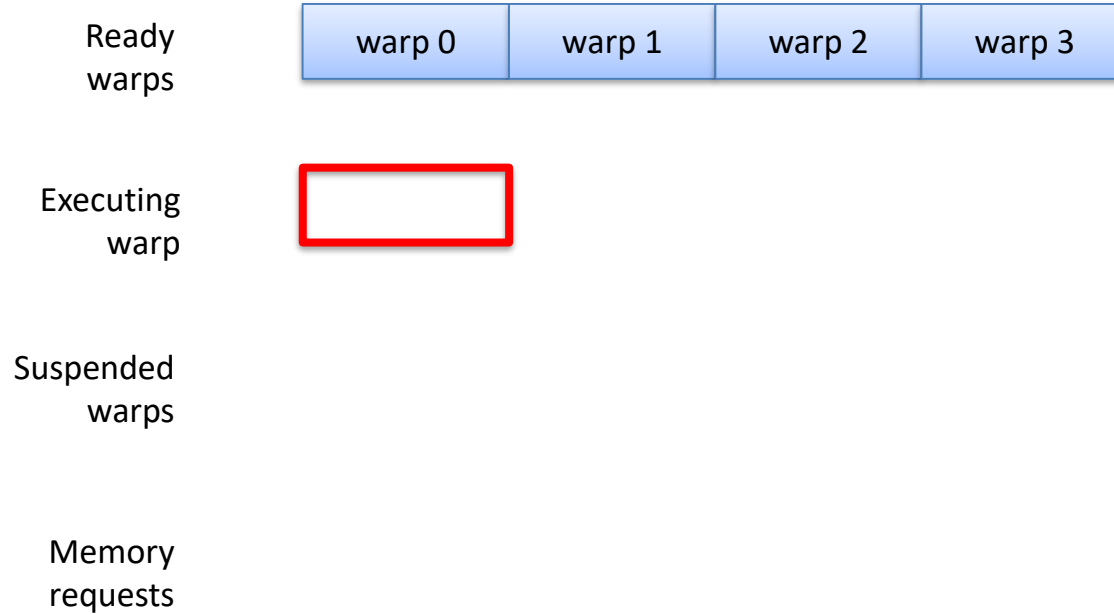 Ready
warps
warp 0
warp 1
warp 2
warp 3
Executing
warp
Suspended
warps
Memory
requests